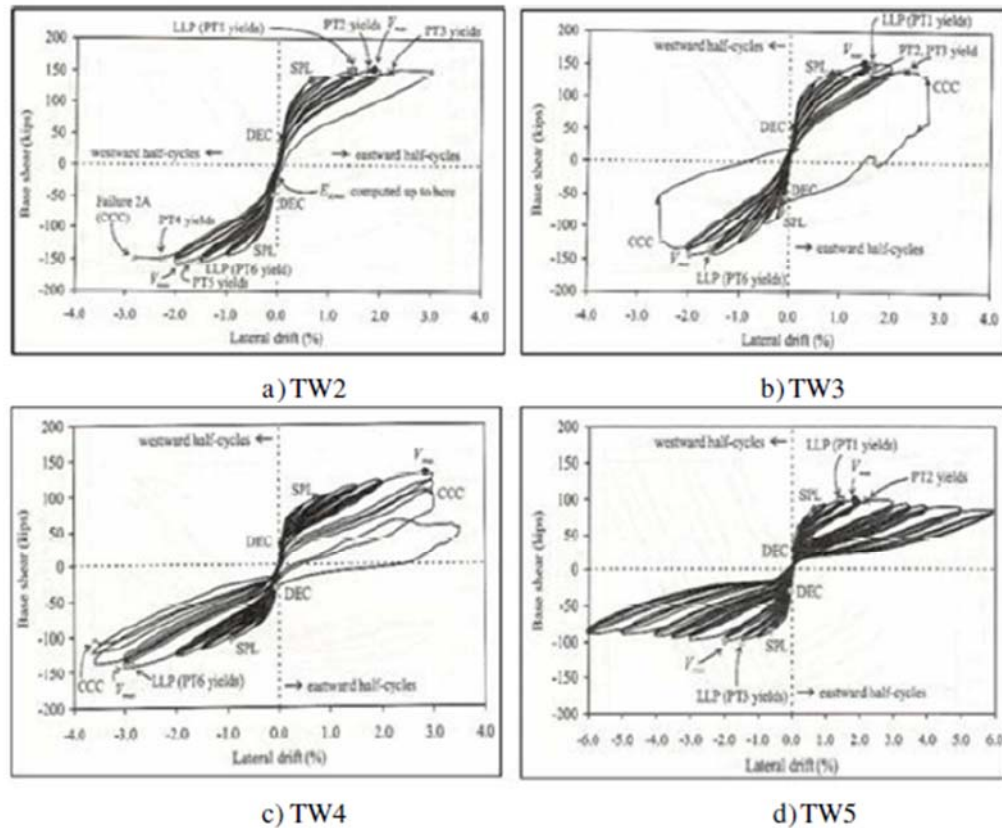 LLP (PT1 yields)
PT2 yields
Vmax
PT3 yields
200
150
100
50
0
-50
-100
-150
-200
Base shear (kips)
SPL
DEC
westward half-cycles ←
→ eastward half-cycles
computed up to here
DEC
Failure 2A
(CCC)
PT4 yields
SPL
Vmax
LLP (PT6 yield)
PT5 yields
-4.0 -3.0 -2.0 -1.0 0.0 1.0 2.0 3.0 4.0
Lateral drift (%)
a) TW2
LLP (PT1 yields)
westward half-cycles ←
Vmax
PT2, PT3 yield
200
150
100
50
0
-50
-100
-150
-200
Base shear (kips)
SPL
CCC
DEC
DEC
SPL
CCC
Vmax
LLP (PT6 yields)
→ eastward half-cycles
-4.0 -3.0 -2.0 -1.0 0.0 1.0 2.0 3.0 4.0
Lateral drift (%)
b) TW3
westward half-cycles ←
Vmax
200
150
100
50
0
-50
-100
-150
-200
Base shear (kips)
SPL
CCC
DEC
DEC
SPL
CCC
Vmax
LLP (PT6 yields)
→ eastward half-cycles
-4.0 -3.0 -2.0 -1.0 0.0 1.0 2.0 3.0 4.0
Lateral drift (%)
c) TW4
westward half-cycles ←
LLP (PT1 yields)
Vmax
PT2 yields
200
150
100
50
0
-50
-100
-150
-200
Base shear (kips)
SPL
DEC
DEC
SPL
Vmax
LLP (PT3 yields)
→ eastward half-cycles
-6.0 -5.0 -4.0 -3.0 -2.0 -1.0 0.0 1.0 2.0 3.0 4.0 5.0 6.0
Lateral drift (%)
d) TW5